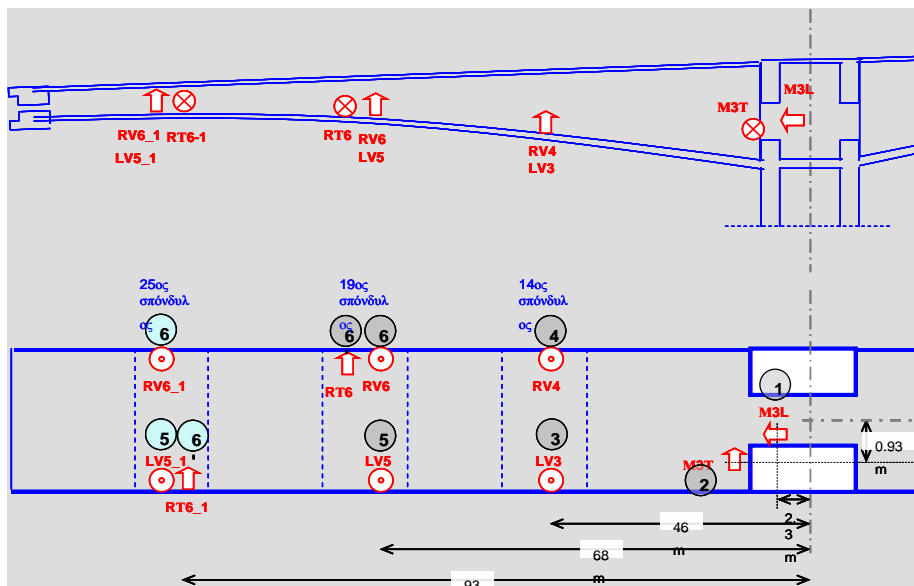 M3L
M3T
RV6_1 RT6-1
LV5_1
RT6
RV6
LV5
RV4
LV3
25ος
σπόνδυλ
ος
19ος
σπόνδυλ
ος
14ος
σπόνδυλ
ος
6
6
6
4
RV6_1
RT6
RV6
RV4
1
M3L
5
6
5
3
LV5_1
LV5
LV3
M3T
2
RT6_1
0.93
m
2.
3
m
46
m
68
m
93